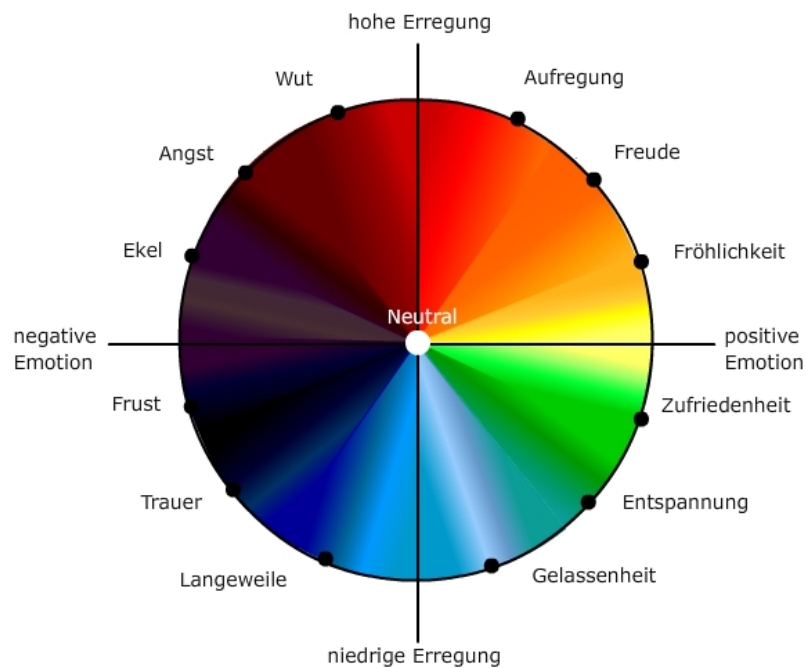 hohe Erregung
Wut
Aufregung
Angst
Freude
Ekel
Fröhlichkeit
Neutral
negative
Emotion
positive
Emotion
Frust
Zufriedenheit
Trauer
Entspannung
Langeweile
Gelassenheit
niedrige Erregung